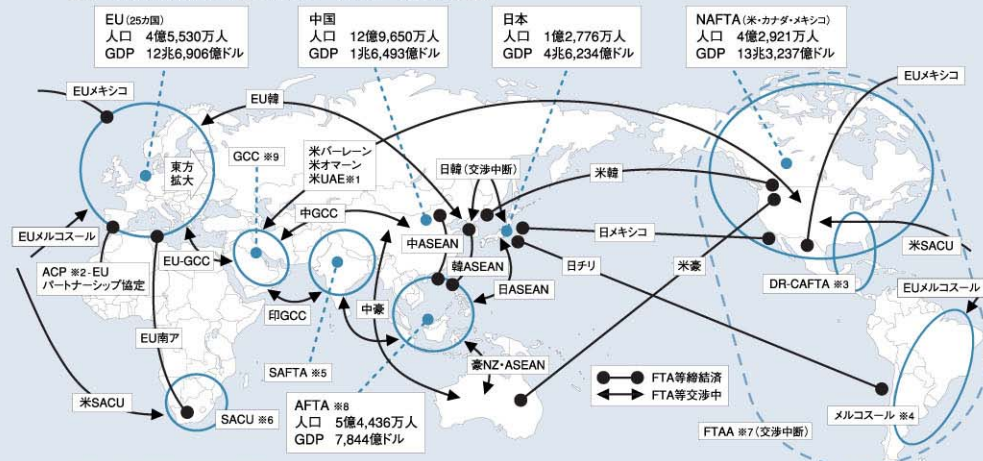 EU(25カ国)
人口 4億5,530万人
GDP 12兆6,906億ドル
中国
人口 12億9,650万人
GDP 1兆6,493億ドル
日本
人口 1億2,776万人
GDP 4兆6,234億ドル
NAFTA(米・カナダ・メキシコ)
人口 4億2,921万人
GDP 13兆3,237億ドル
EUメキシコ
EU韓
EUメキシコ
東方
拡大
GCC ※9
米バーレーン
米オマーン
米UAE※1
日韓(交渉中断)
米韓
中GCC
EUメルコスール
EU-GCC
中ASEAN
韓ASEAN
日メキシコ
米SACU
ACP ※2-EU
パートナーシップ協定
印GCC
中豪
日ASEAN
日チリ
米豪
DR-CAFTA ※3
EUメルコスール
EU南ア
SAFTA ※5
豪NZ・ASEAN
米SACU
SACU ※6
AFTA ※8
人口 5億4,436万人
GDP 7,844億ドル
FTA等締結済
FTA等交渉中
メルコスール ※4
FTAA ※7(交渉中断)